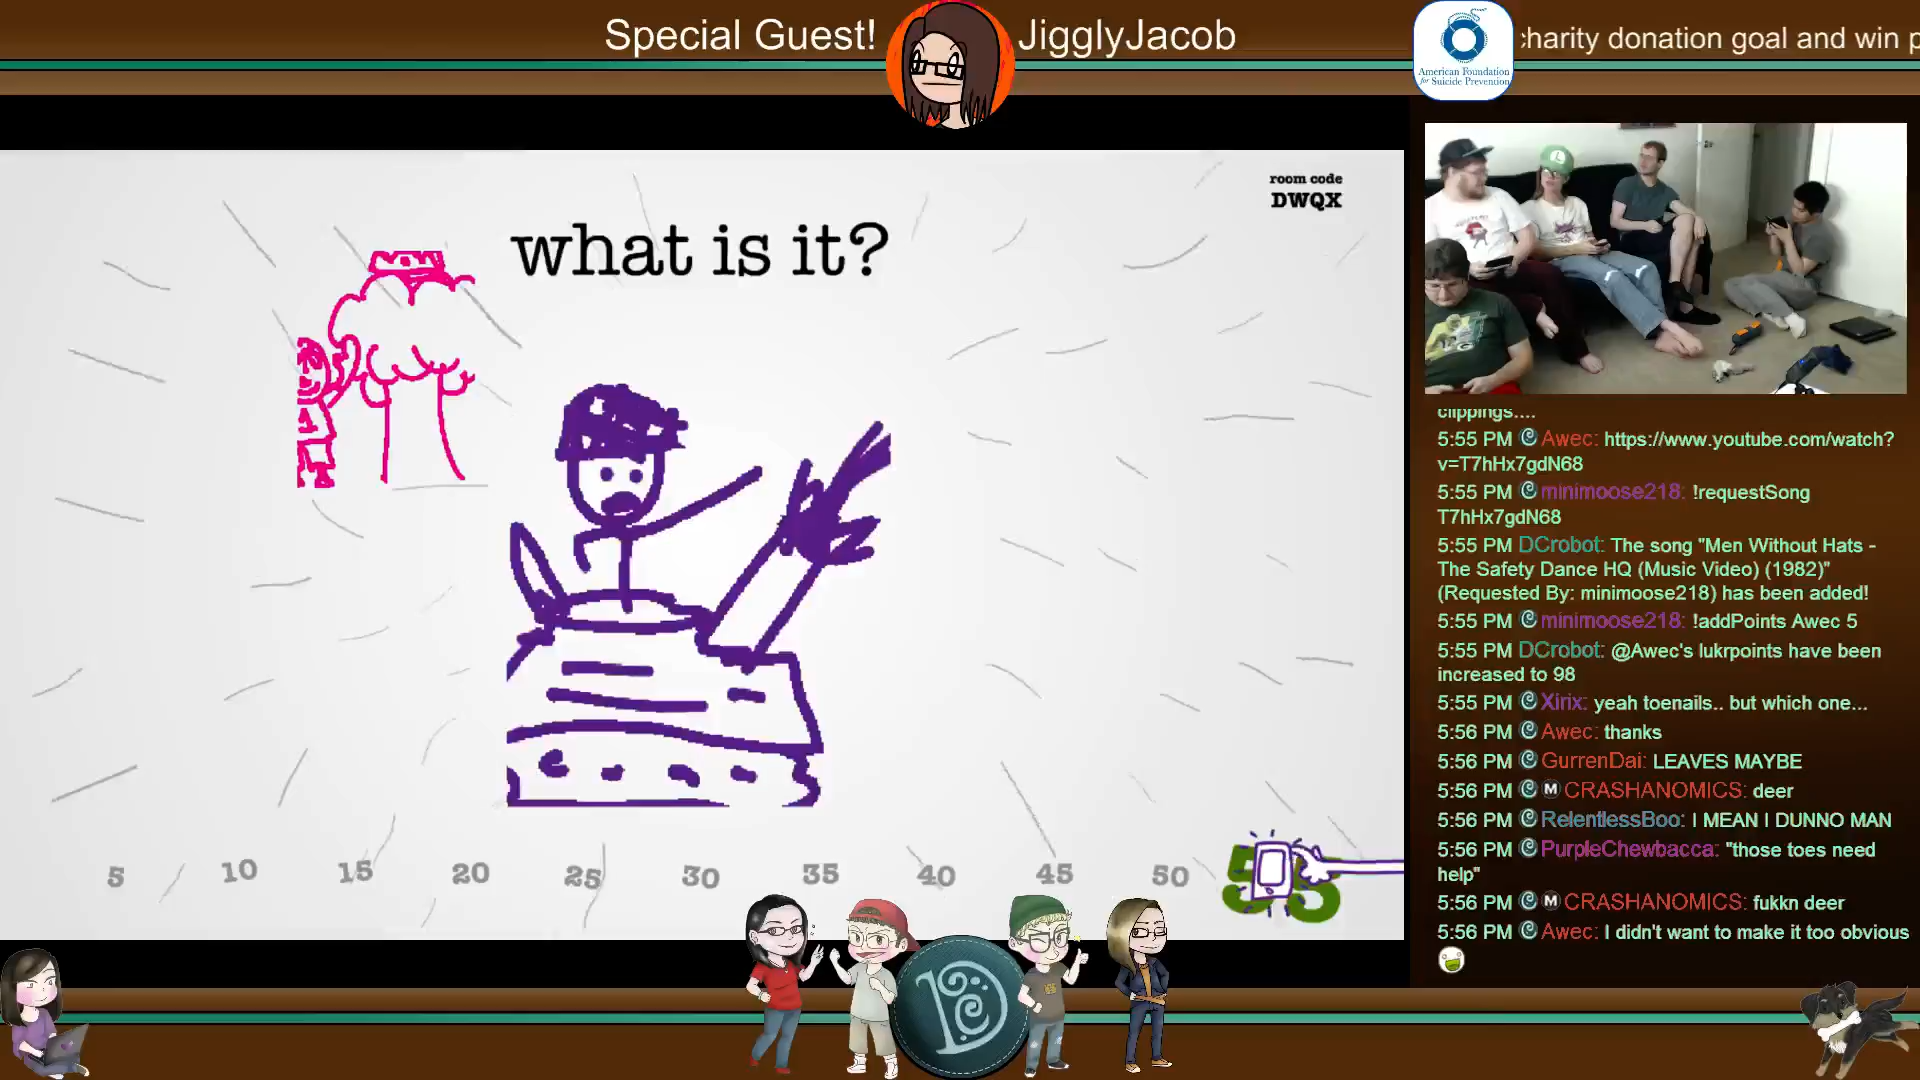 Special Guest!
JigglyJacob
American Foundation
for Suicide Prevention
charity donation goal and win p
room code
DWQX
what is it?
5
10
15
20
25
30
35
40
45
50
55
clippings....
5:55 PM Awec: https://www.youtube.com/watch?
v=T7hHx7gdN68
5:55 PM minimoose218: !requestSong
T7hHx7gdN68
5:55 PM DCrobot: The song "Men Without Hats -
The Safety Dance HQ (Music Video) (1982)"
(Requested By: minimoose218) has been added!
5:55 PM minimoose218: !addPoints Awec 5
5:55 PM DCrobot: @Awec's lukrpoints have been
increased to 98
5:55 PM Xirix: yeah toenails.. but which one...
5:56 PM Awec: thanks
5:56 PM GurrenDai: LEAVES MAYBE
5:56 PM M CRASHANOMICS: deer
5:56 PM RelentlessBoo: I MEAN I DUNNO MAN
5:56 PM PurpleChewbacca: "those toes need
help"
5:56 PM M CRASHANOMICS: fukkn deer
5:56 PM Awec: I didn't want to make it too obvious